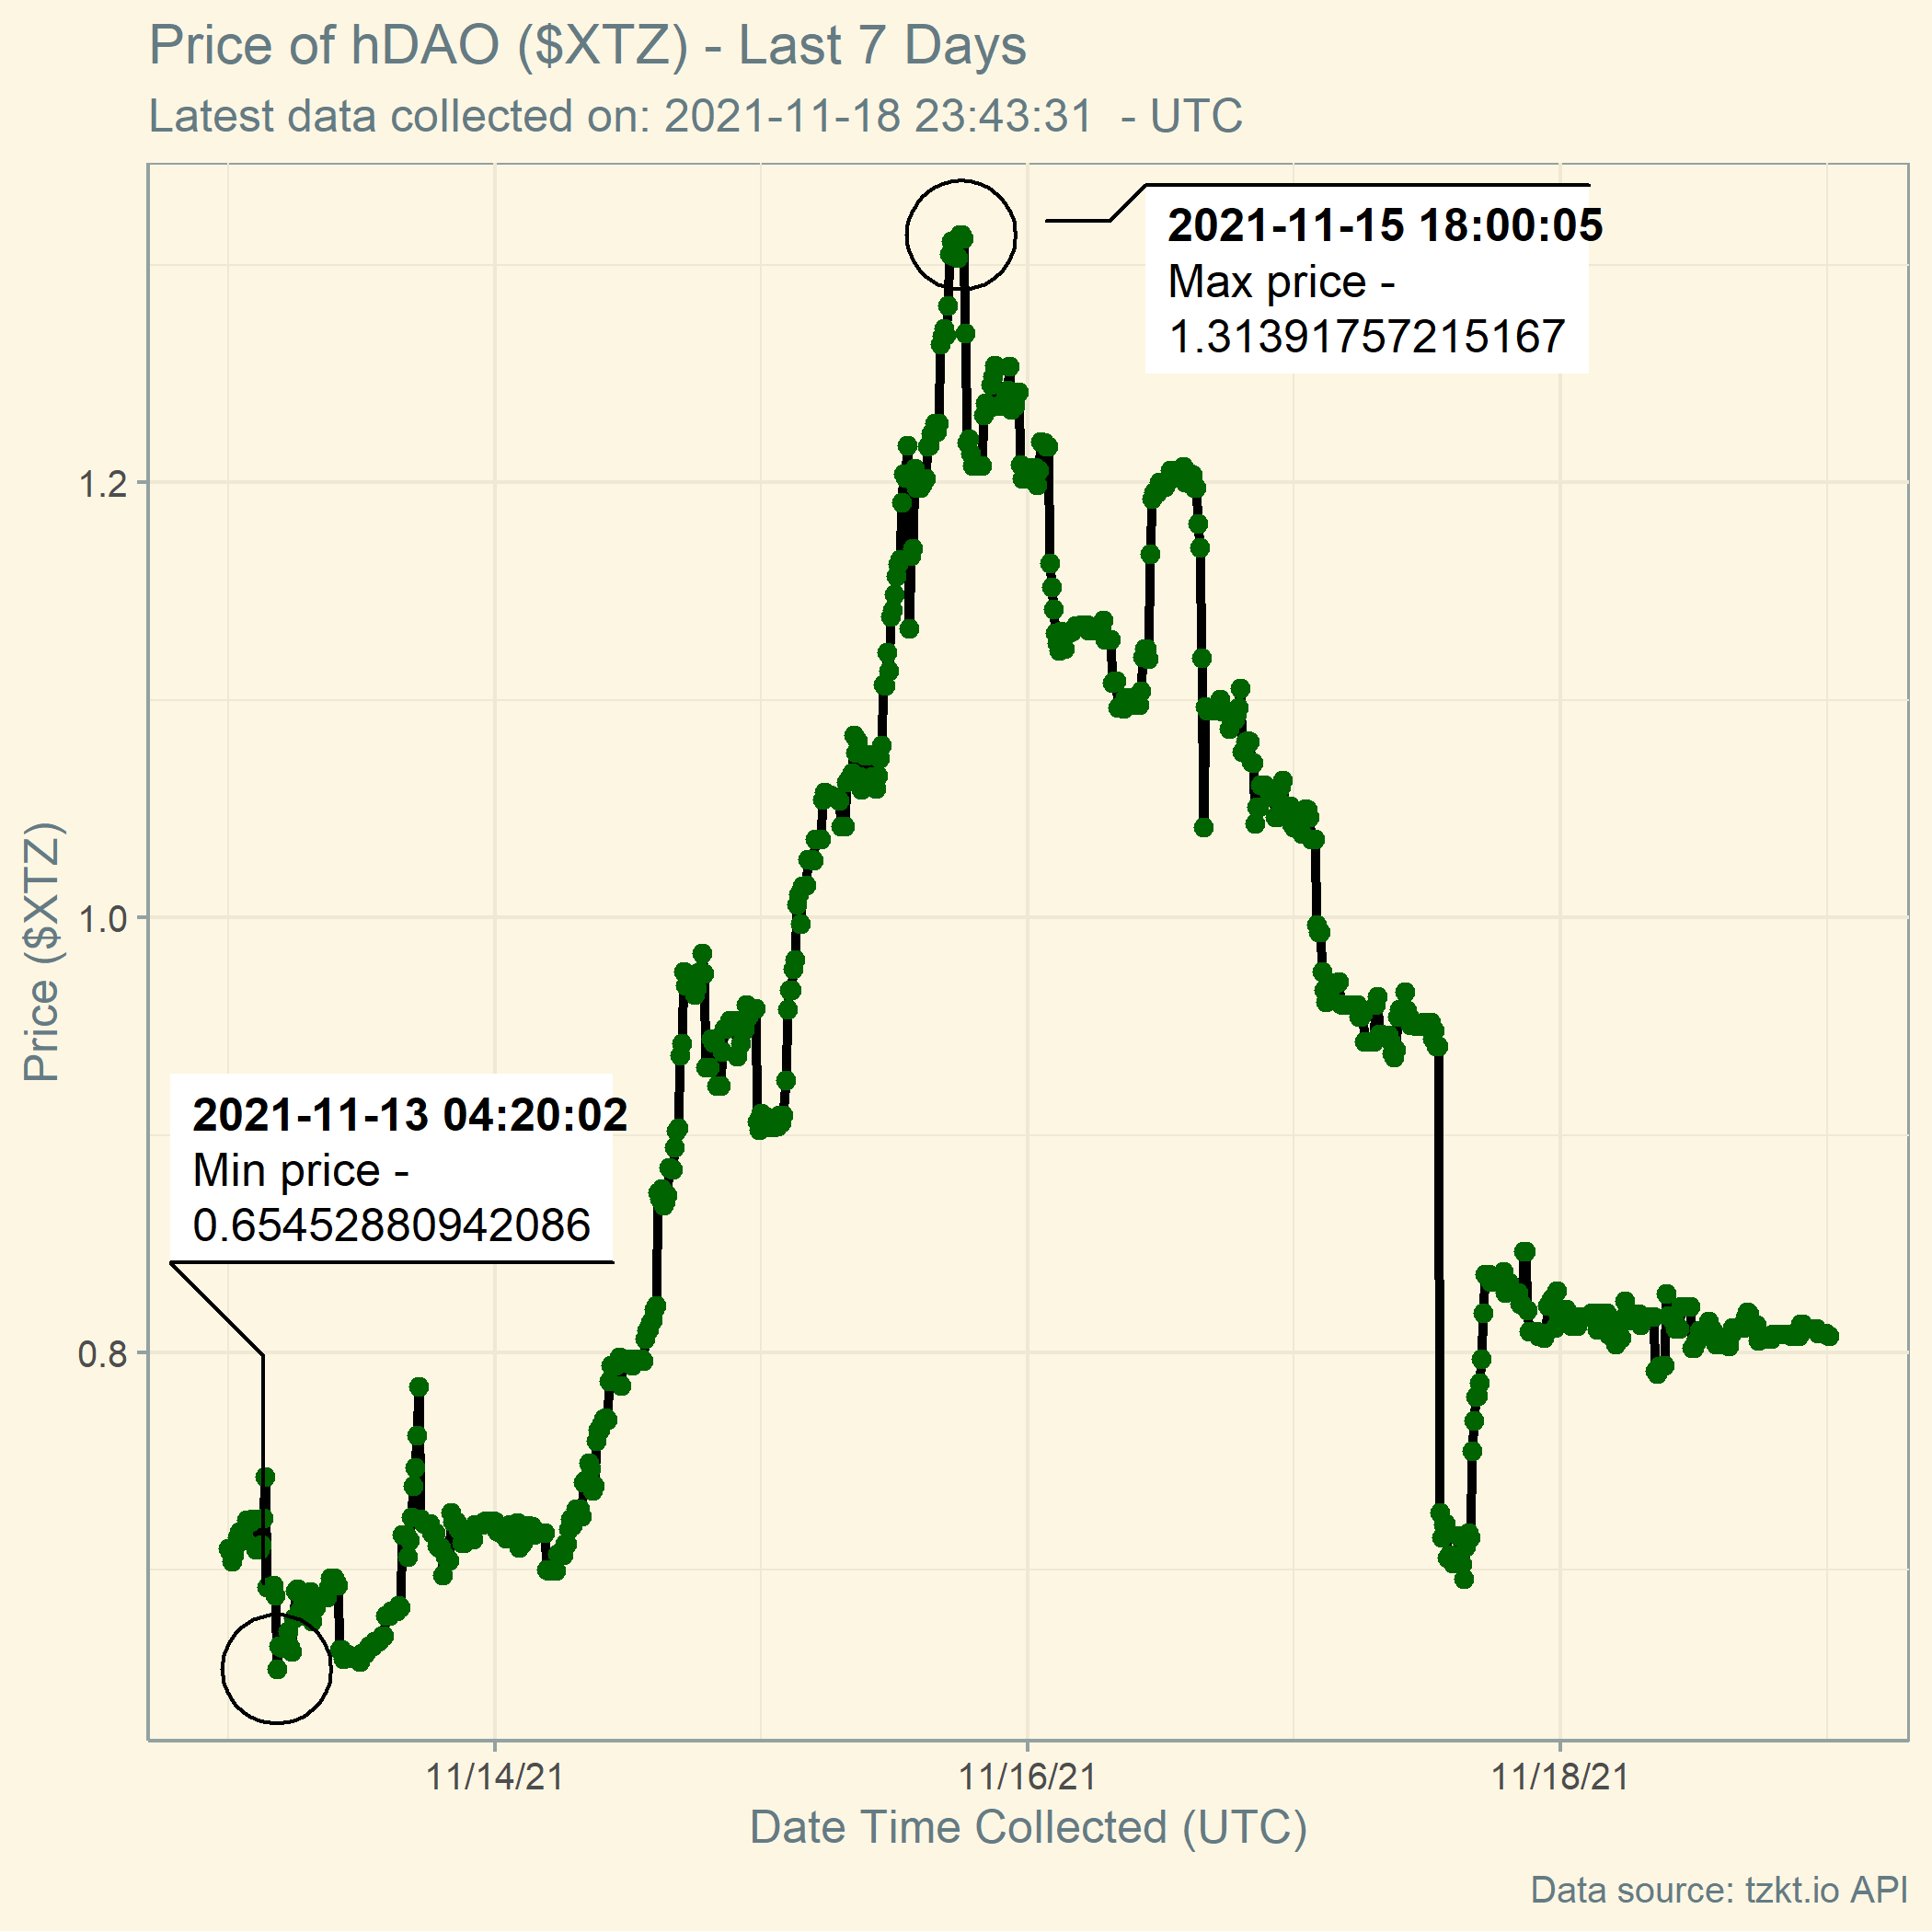 Price of hDAO ($XTZ) - Last 7 Days
Latest data collected on: 2021-11-18 23:43:31  - UTC
2021-11-15 18:00:05
Max price -
1.31391757215167
1.2
1.0
0.8
Price ($XTZ)
2021-11-13 04:20:02
Min price -
0.65452880942086
11/14/21
11/16/21
11/18/21
Date Time Collected (UTC)
Data source: tzkt.io API